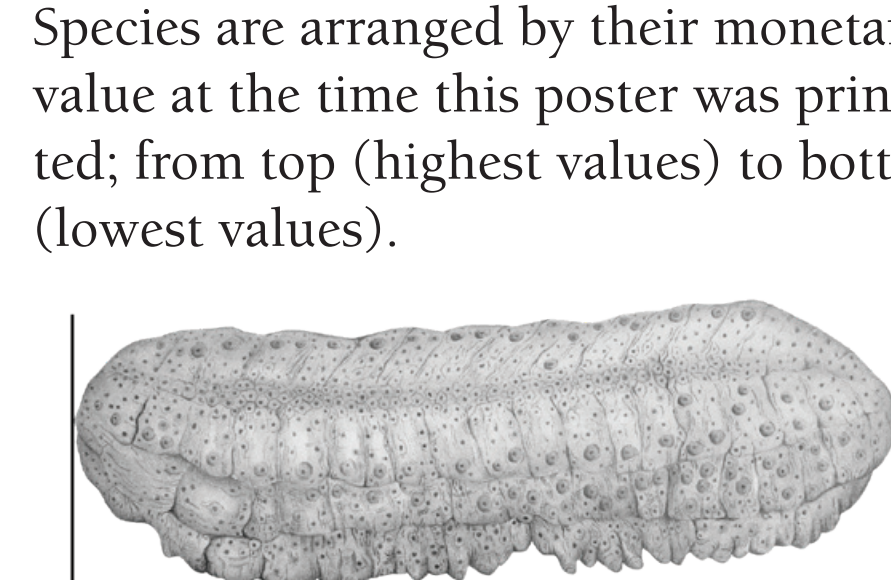 Species are arranged by their moneta
value at the time this poster was prin
ted; from top (highest values) to bott
(lowest values).